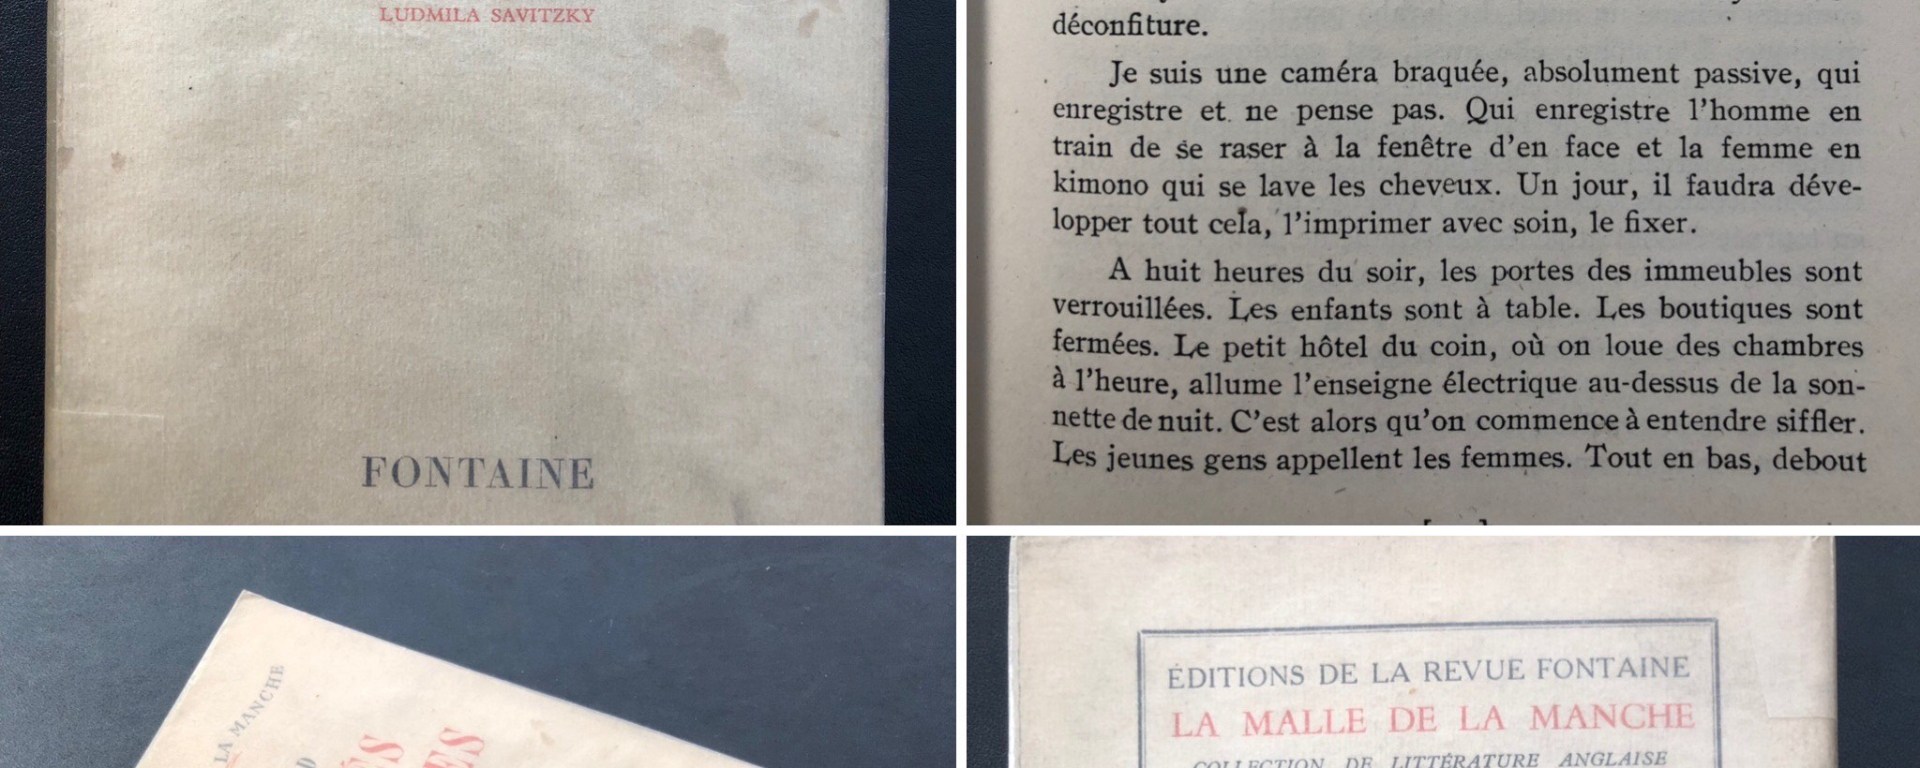 LUDMILA SAVITZKY
FONTAINE
déconfiture.
Je suis une caméra braquée, absolument passive, qui
enregistre et ne pense pas. Qui enregistre l'homme en
train de se raser à la fenêtre d'en face et la femme en
kimono qui se lave les cheveux. Un jour, il faudra déve-
lopper tout cela, l'imprimer avec soin, le fixer.
A huit heures du soir, les portes des immeubles sont
verrouillées. Les enfants sont à table. Les boutiques sont
fermées. Le petit hôtel du coin, où on loue des chambres
à l'heure, allume l'enseigne électrique au-dessus de la son-
nette de nuit. C'est alors qu'on commence à entendre siffler.
Les jeunes gens appellent les femmes. Tout en bas, debout
LA MANCHE
ÉDITIONS DE LA REVUE FONTAINE
LA MALLE DE LA MANCHE
COLLECTION DE LITTÉRATURE ANGLAISE